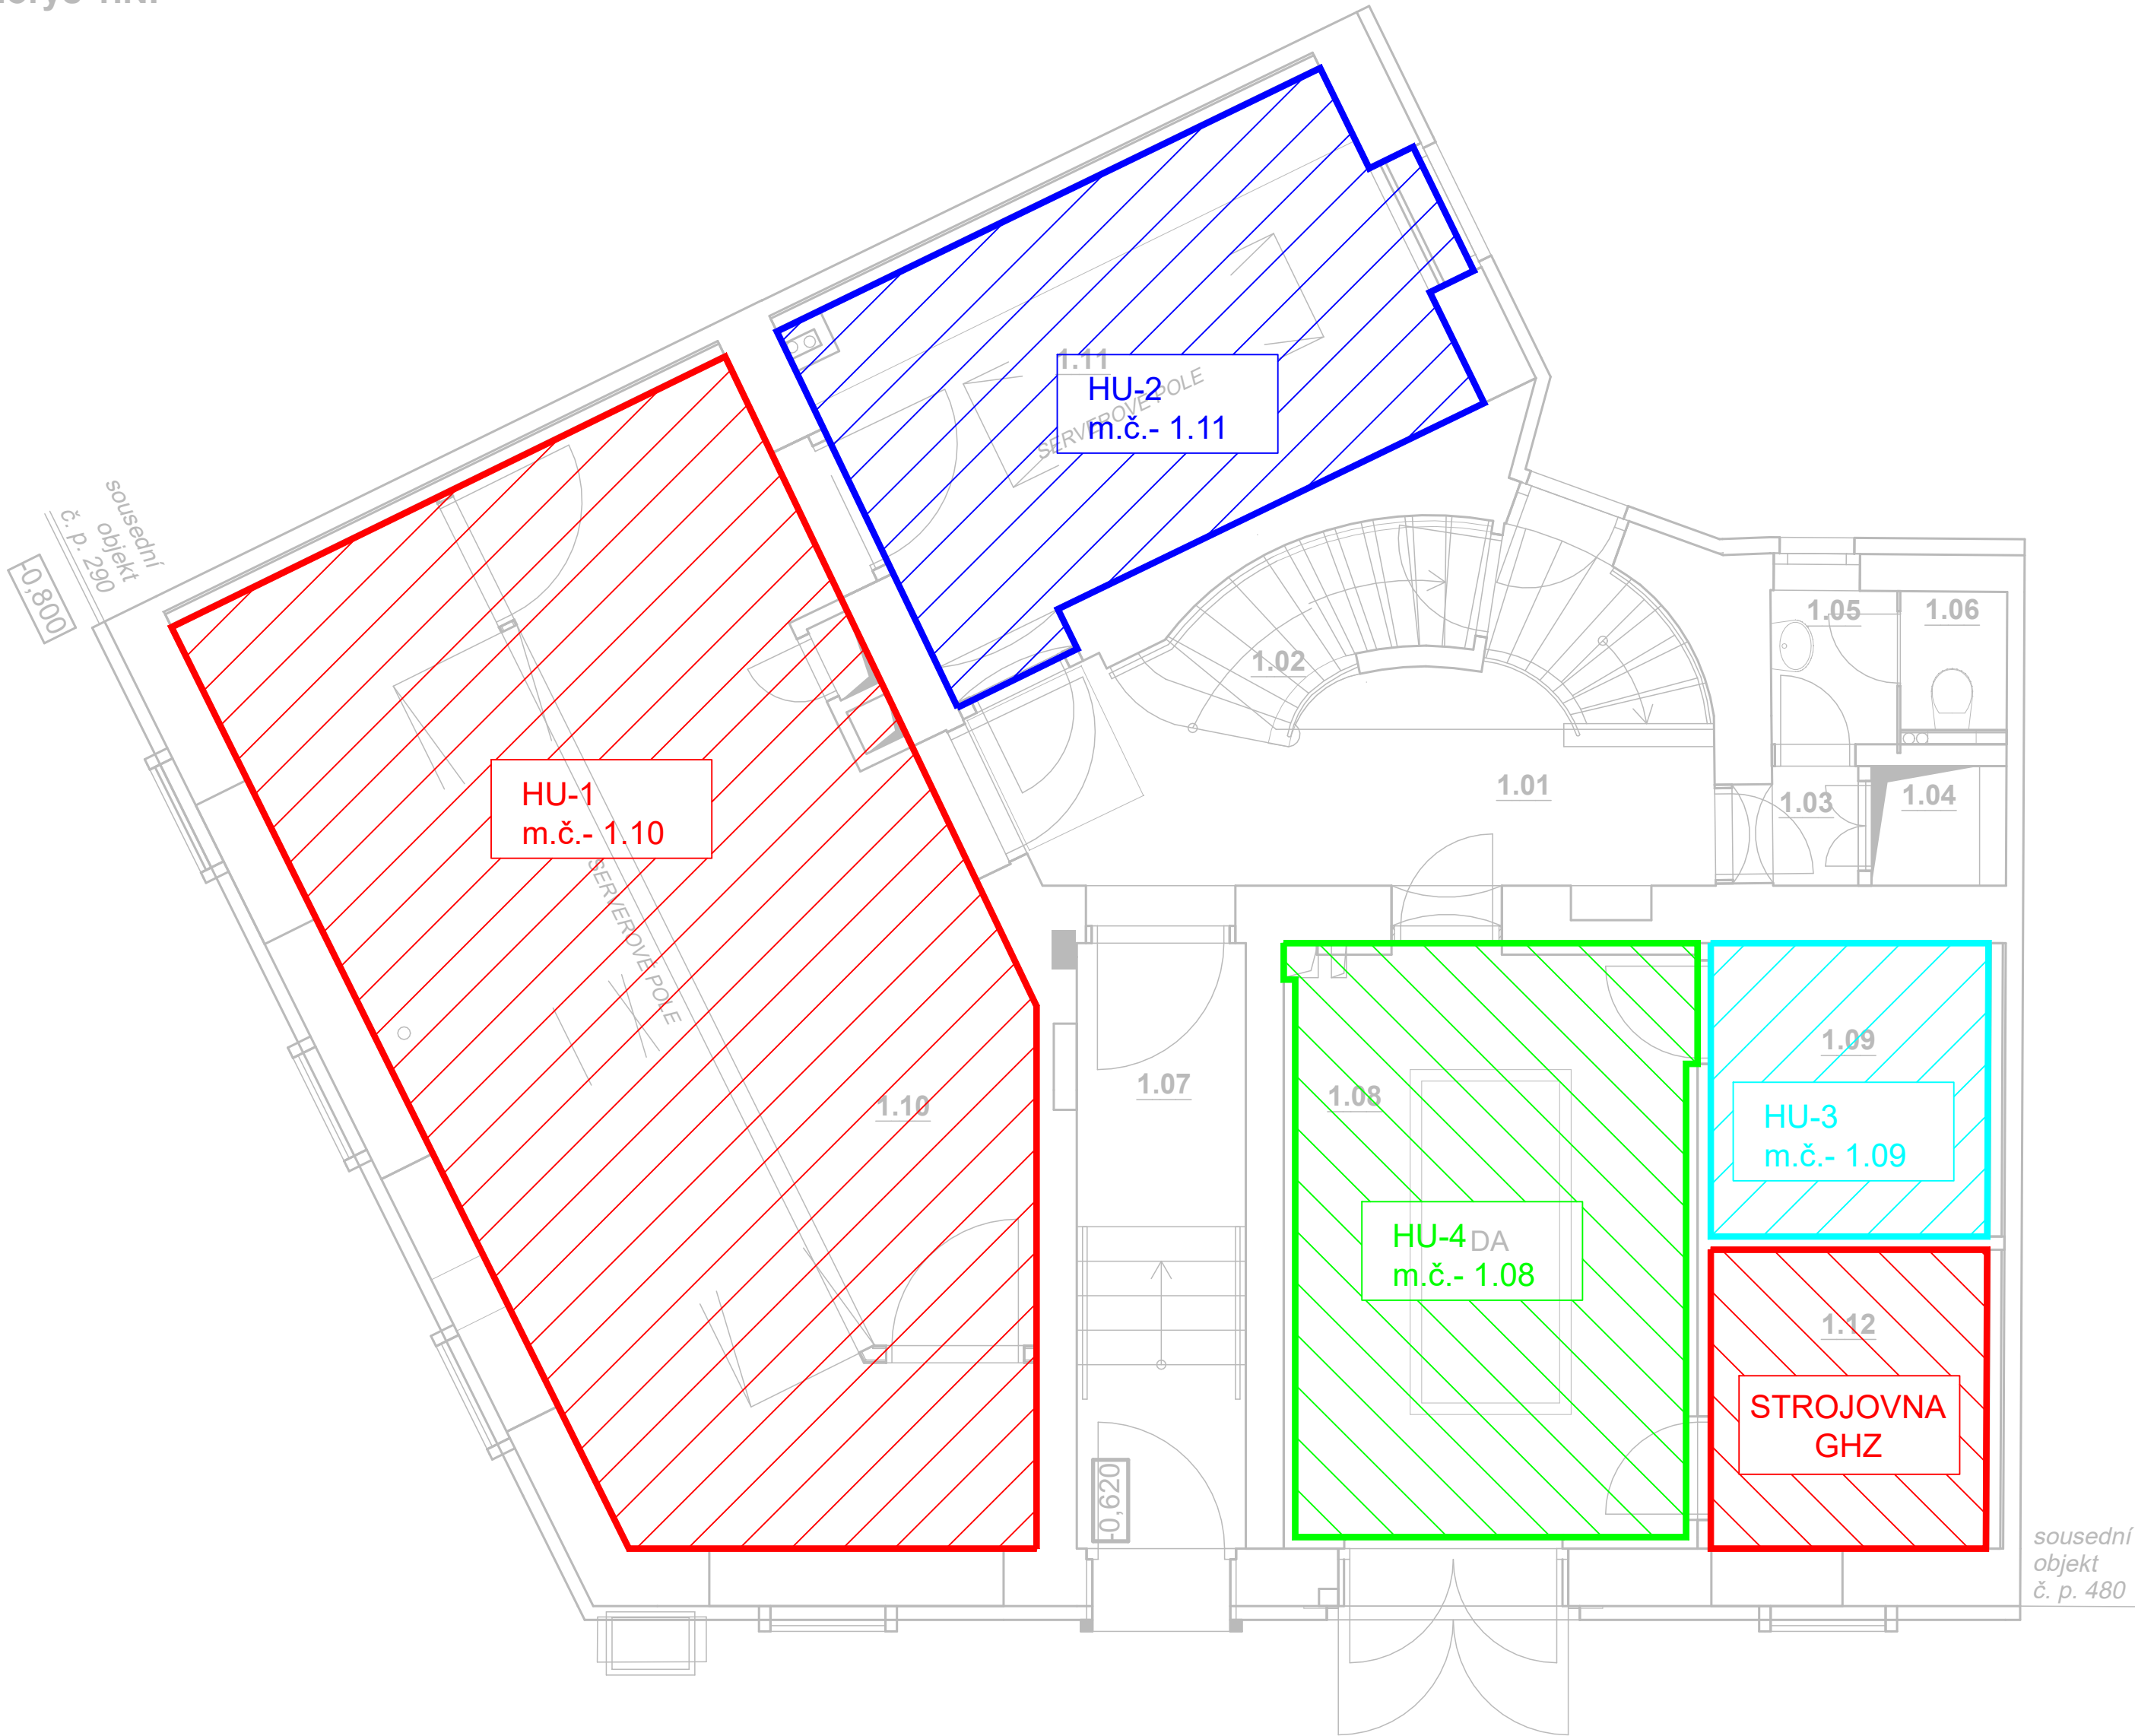 1.11
SERVEROVE POLE
HU-2
m.č.- 1.11
sousední
objekt
č. p. 290
-0,800
1.05
1.06
1.02
HU-1
m.č.- 1.10
SERVEROVE POLE
1.01
1.03
1.04
1.09
1.07
1.08
1.10
HU-3
m.č.- 1.09
HU-4 DA
m.č.- 1.08
1.12
STROJOVNA
GHZ
-0,620
sousední
objekt
č. p. 480